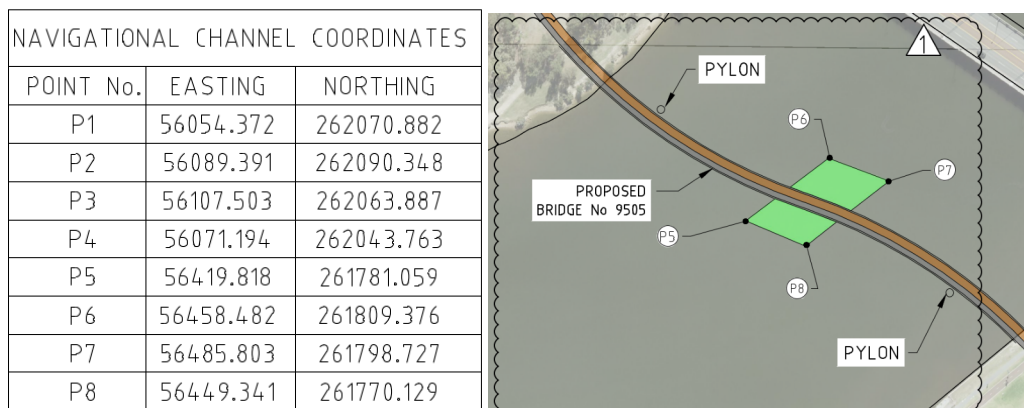 NAVIGATIONAL CHANNEL COORDINATES
POINT No. EASTING NORTHING
P1 56054.372 262070.882
P2 56089.391 262090.348
P3 56107.503 262063.887
P4 56071.194 262043.763
P5 56419.818 261781.059
P6 56458.482 261809.376
P7 56485.803 261798.727
P8 56449.341 261770.129
1
PYLON
P6
P7
PROPOSED
BRIDGE No 9505
P5
P8
PYLON